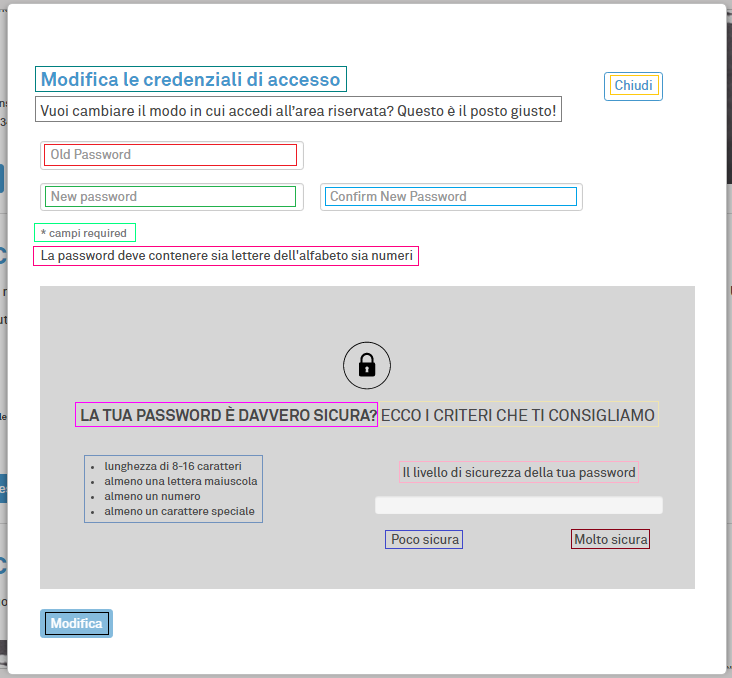 Modifica le credenziali di accesso
Chiudi
Vuoi cambiare il modo in cui accedi all'area riservata? Questo è il posto giusto!
Old Password
New password
Confirm New Password
* campi required
La password deve contenere sia lettere dell'alfabeto sia numeri
LA TUA PASSWORD È DAVVERO SICURA? ECCO I CRITERI CHE TI CONSIGLIAMO
• lunghezza di 8-16 caratteri
• almeno una lettera maiuscola
• almeno un numero
• almeno un carattere speciale
Il livello di sicurezza della tua password
Poco sicura
Molto sicura
Modifica